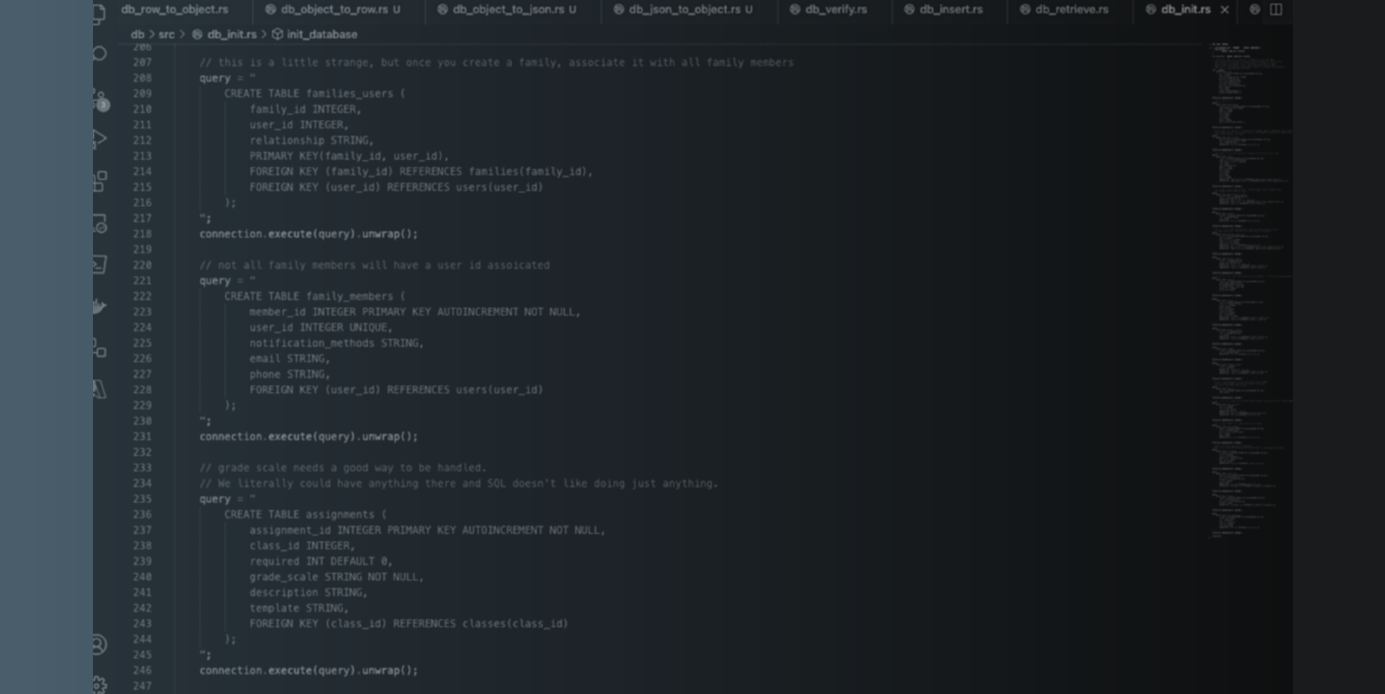 db_row_to_object.rs db_object_to_row.rs U db_object_to_json.rs U db_json_to_object.rs U db_verify.rs db_insert.rs db_retrieve.rs db_init.rs
db > src > db_init.rs > init_database
206
207 // this is a little strange, but once you create a family, associate it with all family members
208 query = "
209 CREATE TABLE families_users (
210 family_id INTEGER,
211 user_id INTEGER,
212 relationship STRING,
213 PRIMARY KEY(family_id, user_id),
214 FOREIGN KEY (family_id) REFERENCES families(family_id),
215 FOREIGN KEY (user_id) REFERENCES users(user_id)
216 );
217 ";
218 connection.execute(query).unwrap();
219
220 // not all family members will have a user id assoicated
221 query = "
222 CREATE TABLE family_members (
223 member_id INTEGER PRIMARY KEY AUTOINCREMENT NOT NULL,
224 user_id INTEGER UNIQUE,
225 notification_methods STRING,
226 email STRING,
227 phone STRING,
228 FOREIGN KEY (user_id) REFERENCES users(user_id)
229 );
230 ";
231 connection.execute(query).unwrap();
232
233 // grade scale needs a good way to be handled.
234 // We literally could have anything there and SQL doesn't like doing just anything.
235 query = "
236 CREATE TABLE assignments (
237 assignment_id INTEGER PRIMARY KEY AUTOINCREMENT NOT NULL,
238 class_id INTEGER,
239 required INT DEFAULT 0,
240 grade_scale STRING NOT NULL,
241 description STRING,
242 template STRING,
243 FOREIGN KEY (class_id) REFERENCES classes(class_id)
244 );
245 ";
246 connection.execute(query).unwrap();
247